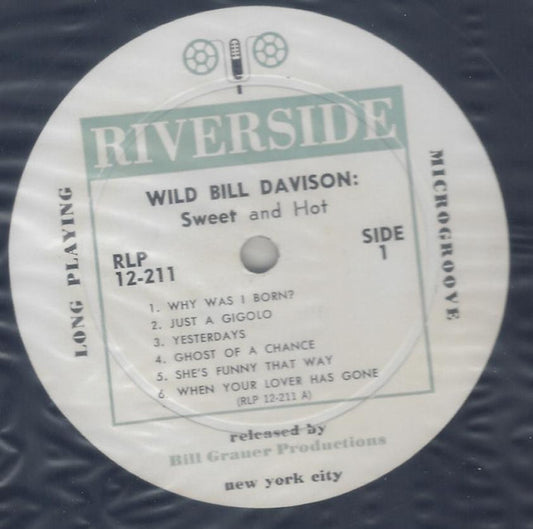 RIVERSIDE
WILD BILL DAVISON:
Sweet and Hot
RLP
12-211
SIDE
1
LONG PLAYING
MICROGROOVE
1. WHY WAS I BORN?
2. JUST A GIGOLO
3. YESTERDAYS
4. GHOST OF A CHANCE
5. SHE'S FUNNY THAT WAY
6. WHEN YOUR LOVER HAS GONE
(RLP 12-211 A)
released by
Bill Grauer Productions
new york city